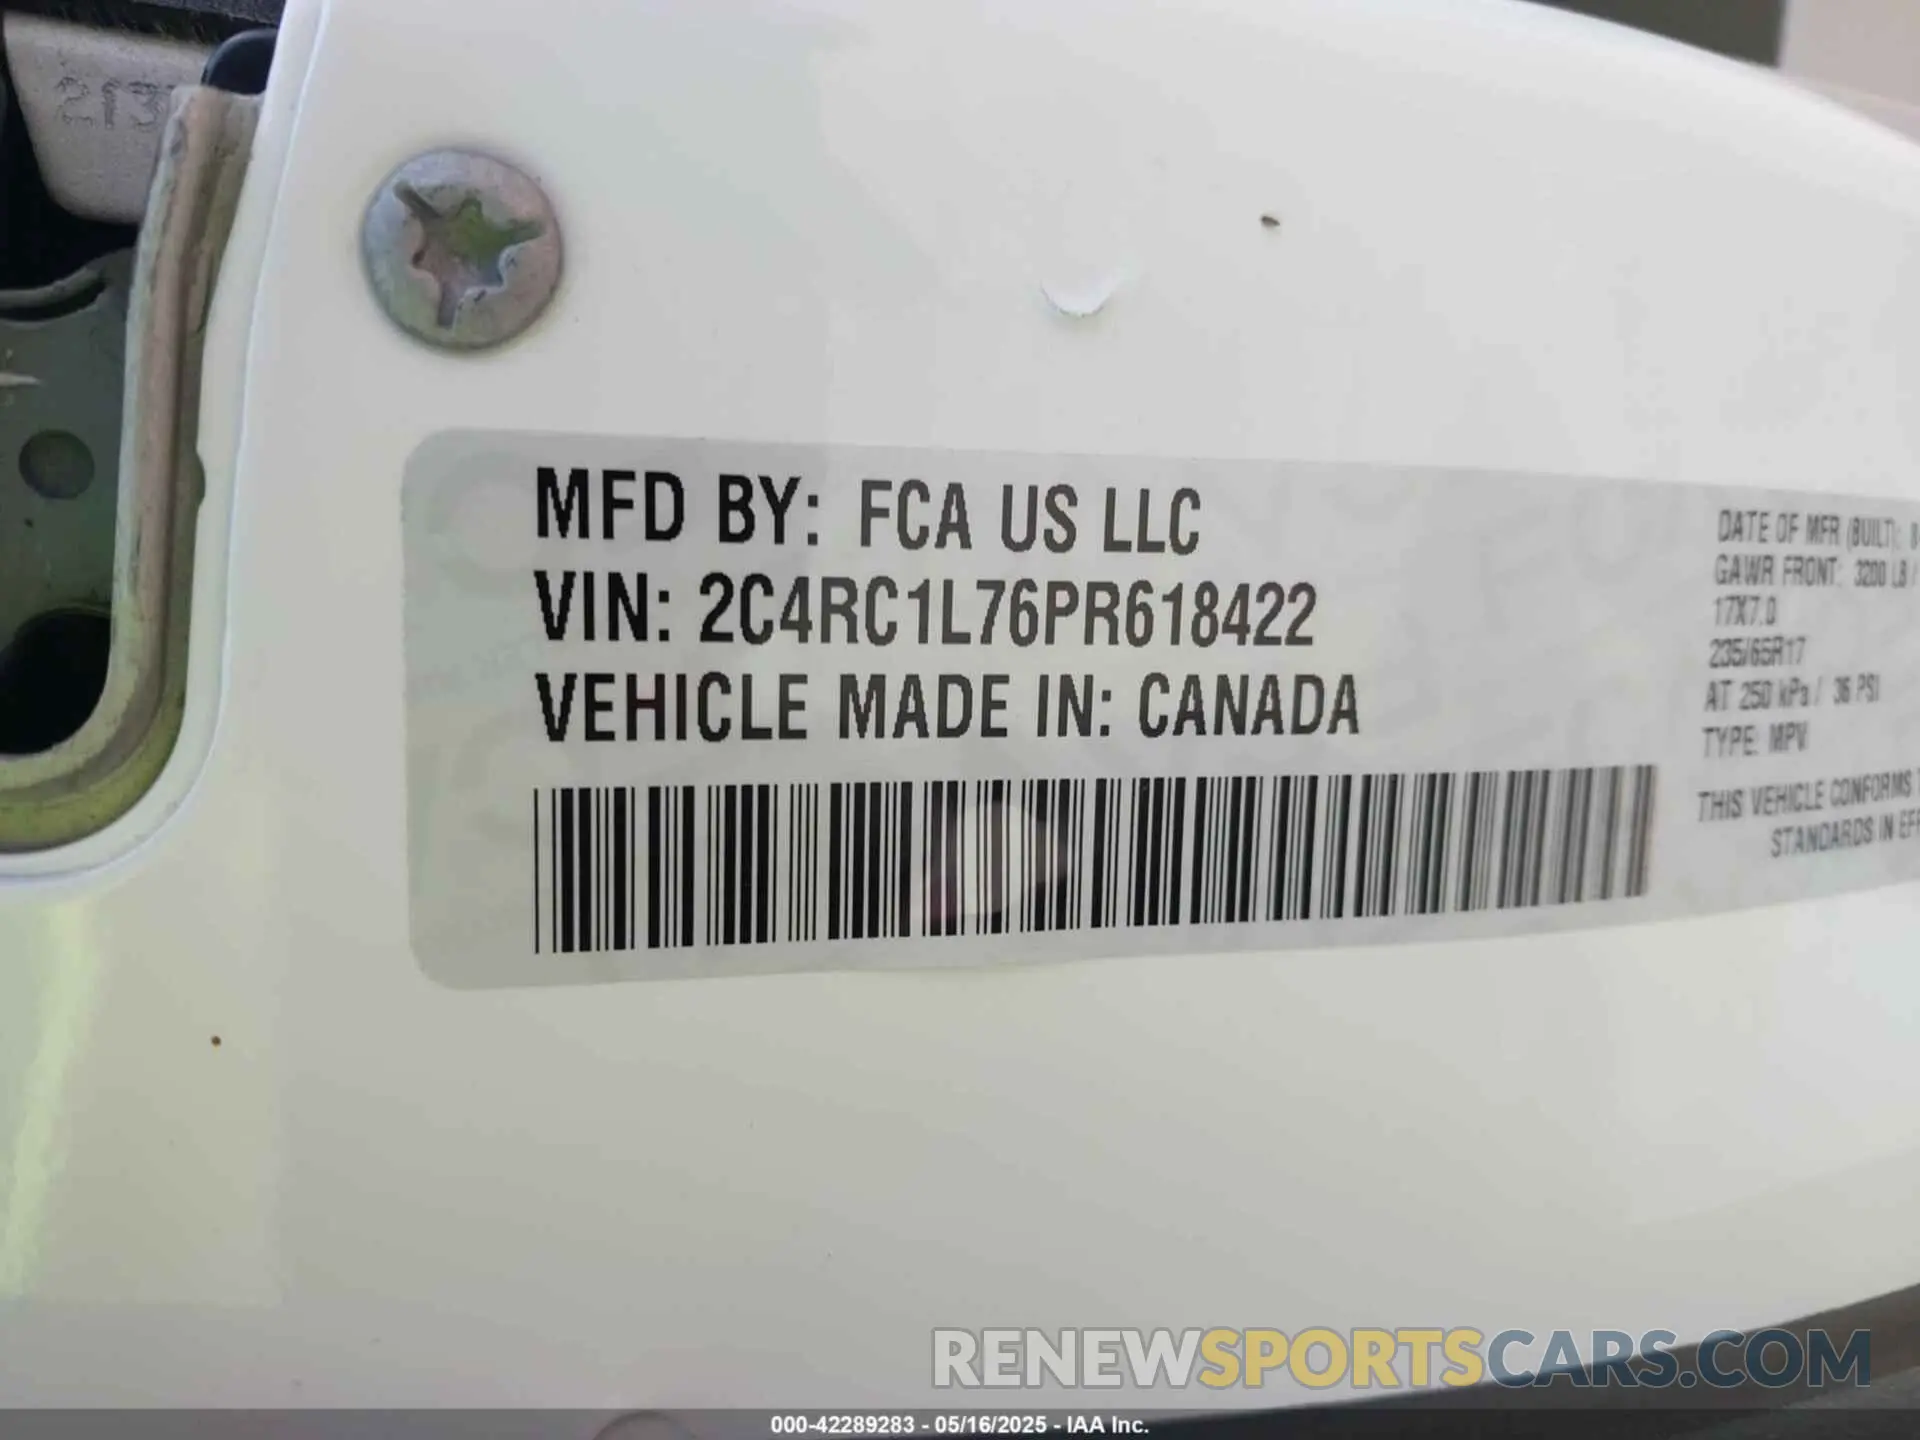 MFD BY: FCA US LLC
VIN: 2C4RC1L76PR618422
VEHICLE MADE IN: CANADA
DATE OF MFR (BUILT):
GAWR FRONT: 3200 LB /
17X7.0
235/65R17
AT 250 kPa / 36 PSI
TYPE: MPV
THIS VEHICLE CONFORMS
STANDARDS IN
RENEWSPORTSCARS.COM
000-42289283 - 05/16/2025 - IAA Inc.